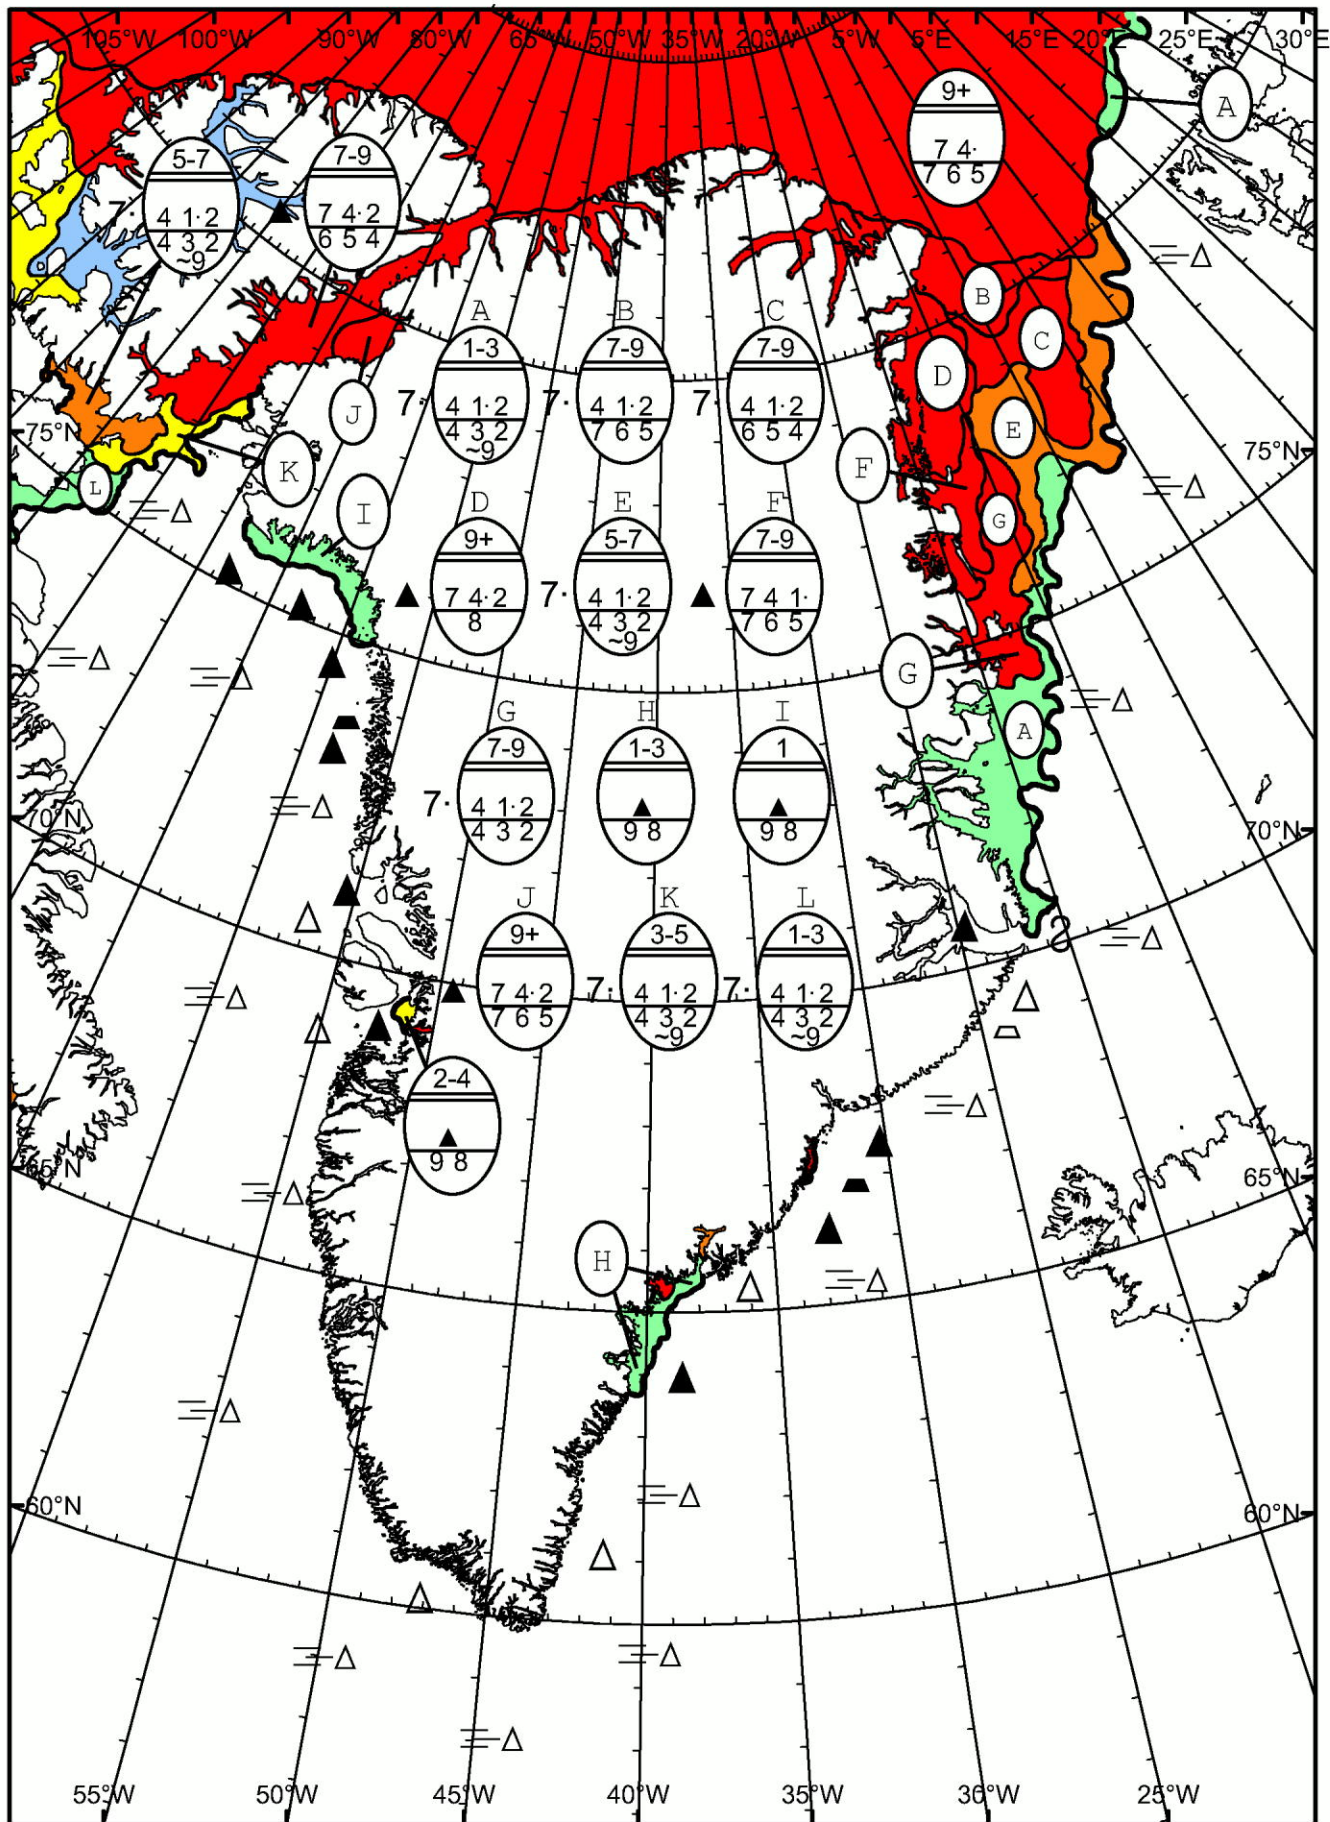 105°W 100°W 90°W 80°W 65°W 50°W 35°W 20°W 5°W 5°E 15°E 20°E 25°E 30°E
9+
7 4·
7 6 5
A
5-7
7· 4 1·2
4 3 2
~9
7-9
7 4·2
6 5 4
B
C
D
E
F
G
J
K
I
L
75°N
75°N
A B C
1-3 7-9 7-9
7· 4 1·2 7· 4 1·2 7· 4 1·2
4 3 2 7 6 5 6 5 4
~9
D E F
9+ 5-7 7-9
7 4·2 7· 4 1·2 7 4 1·
8 4 3 2 7 6 5
~9
G
A
G H I
7-9 1-3 1
7· 4 1·2
4 3 2 9 8 9 8
70°N
70°N
J K L
9+ 3-5 1-3
7 4·2 7· 4 1·2 7· 4 1·2
7 6 5 4 3 2 4 3 2
~9 ~9
2-4
9 8
65°N
65°N
H
60°N
60°N
55°W 50°W 45°W 40°W 35°W 30°W 25°W